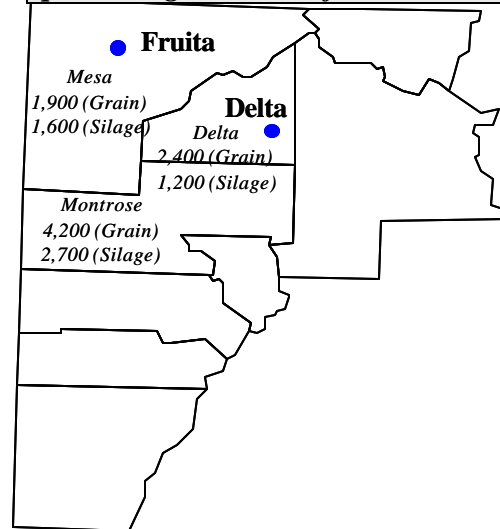 Fruita
Mesa
1,900 (Grain)
1,600 (Silage)
Delta
Delta
2,400 (Grain)
1,200 (Silage)
Montrose
4,200 (Grain)
2,700 (Silage)